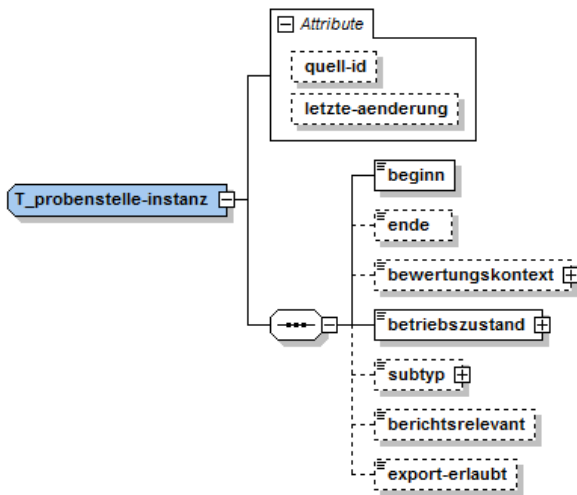 Attribute
quell-id
letzte-aenderung
T_probenstelle-instanz
beginn
ende
bewertungskontext
betriebszustand
subtyp
berichtsrelevant
export-erlaubt